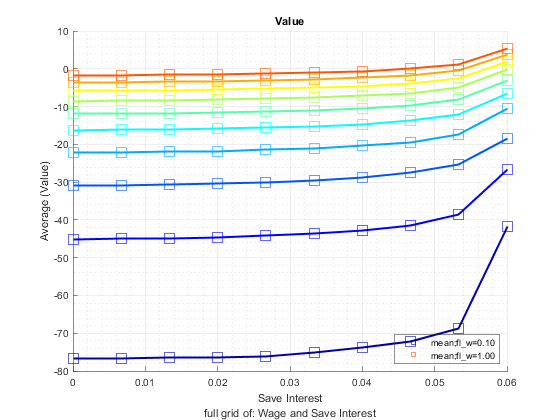 Value
10
0
-10
-20
-30
-40
-50
-60
-70
-80
Average (Value)
0
0.01
0.02
0.03
0.04
0.05
0.06
mean;fl_w=0.10
mean;fl_w=1.00
Save Interest
full grid of: Wage and Save Interest